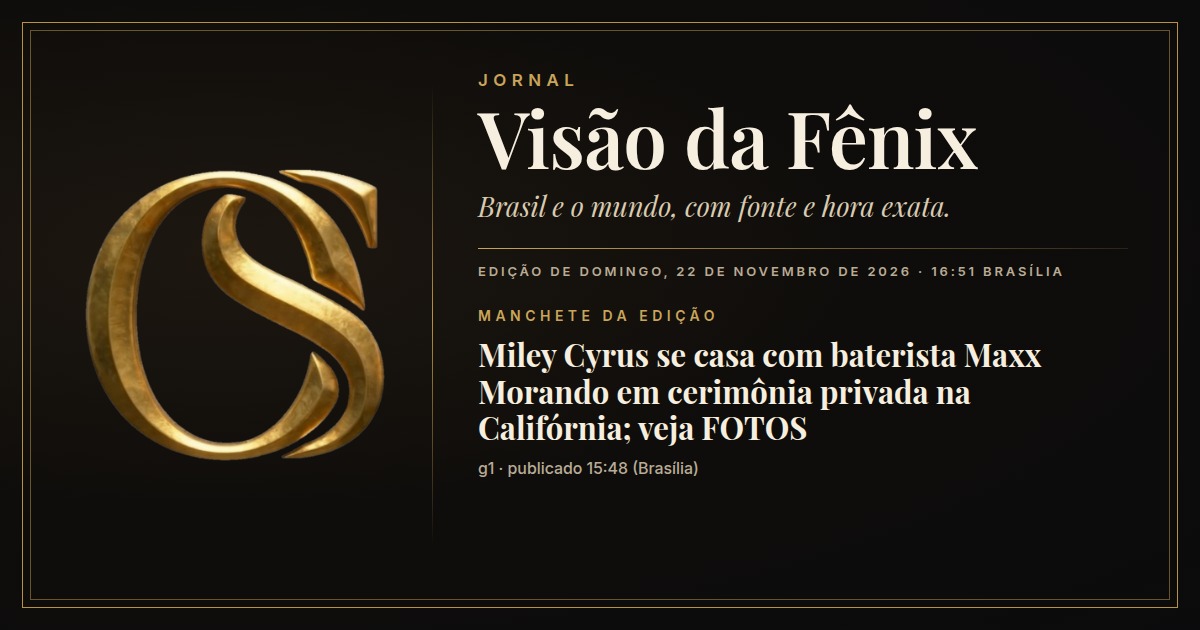 JORNAL
Visão da Fênix
Brasil e o mundo, com fonte e hora exata.
EDIÇÃO DE DOMINGO, 22 DE NOVEMBRO DE 2026 · 16:51 BRASÍLIA
MANCHETE DA EDIÇÃO
Miley Cyrus se casa com baterista Maxx
Morando em cerimônia privada na
Califórnia; veja FOTOS
g1 · publicado 15:48 (Brasília)